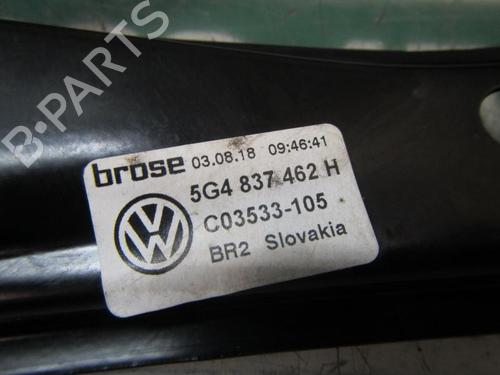 B-PARTS
brose 03.08.18 09:46:41
5G4 837 462 H
C03533-105
BR2 Slovakia